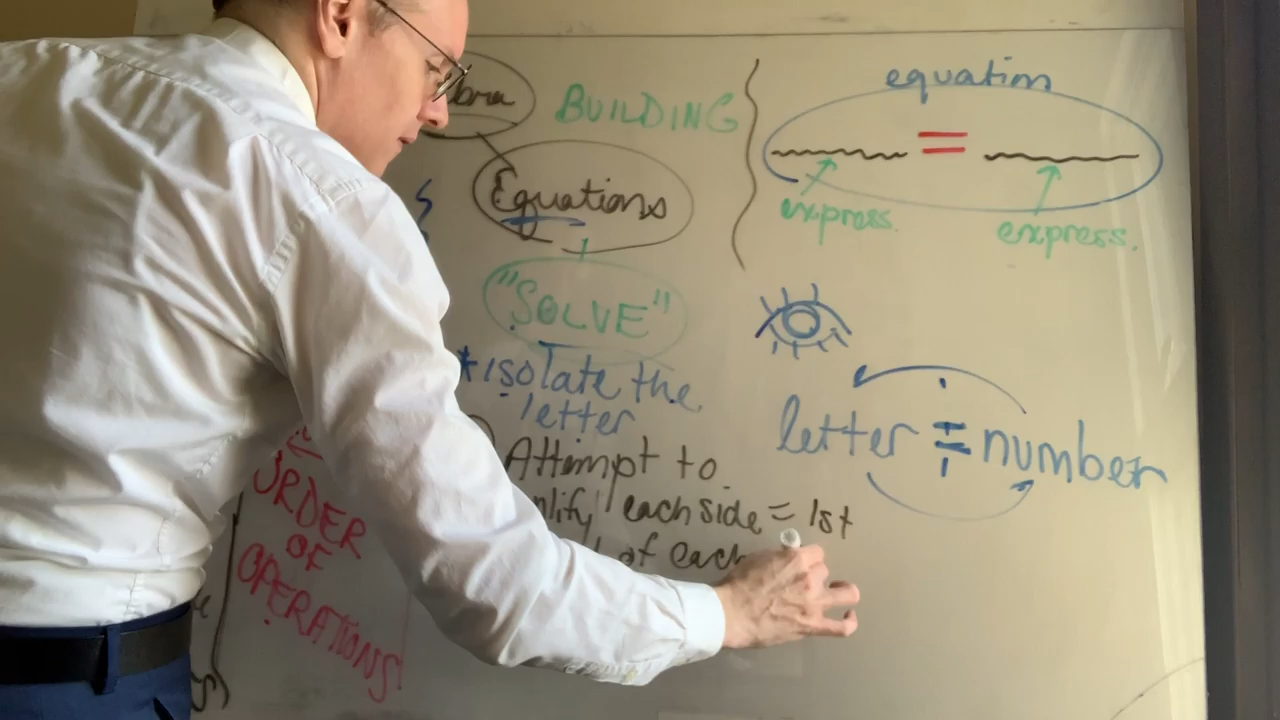 BUILDING
Equations
"SOLVE"
*isolate the
letter
Attempt to
each side = 1st
of each
ORDER
OF
OPERATIONS
equation
=
express.
express.
letter = number